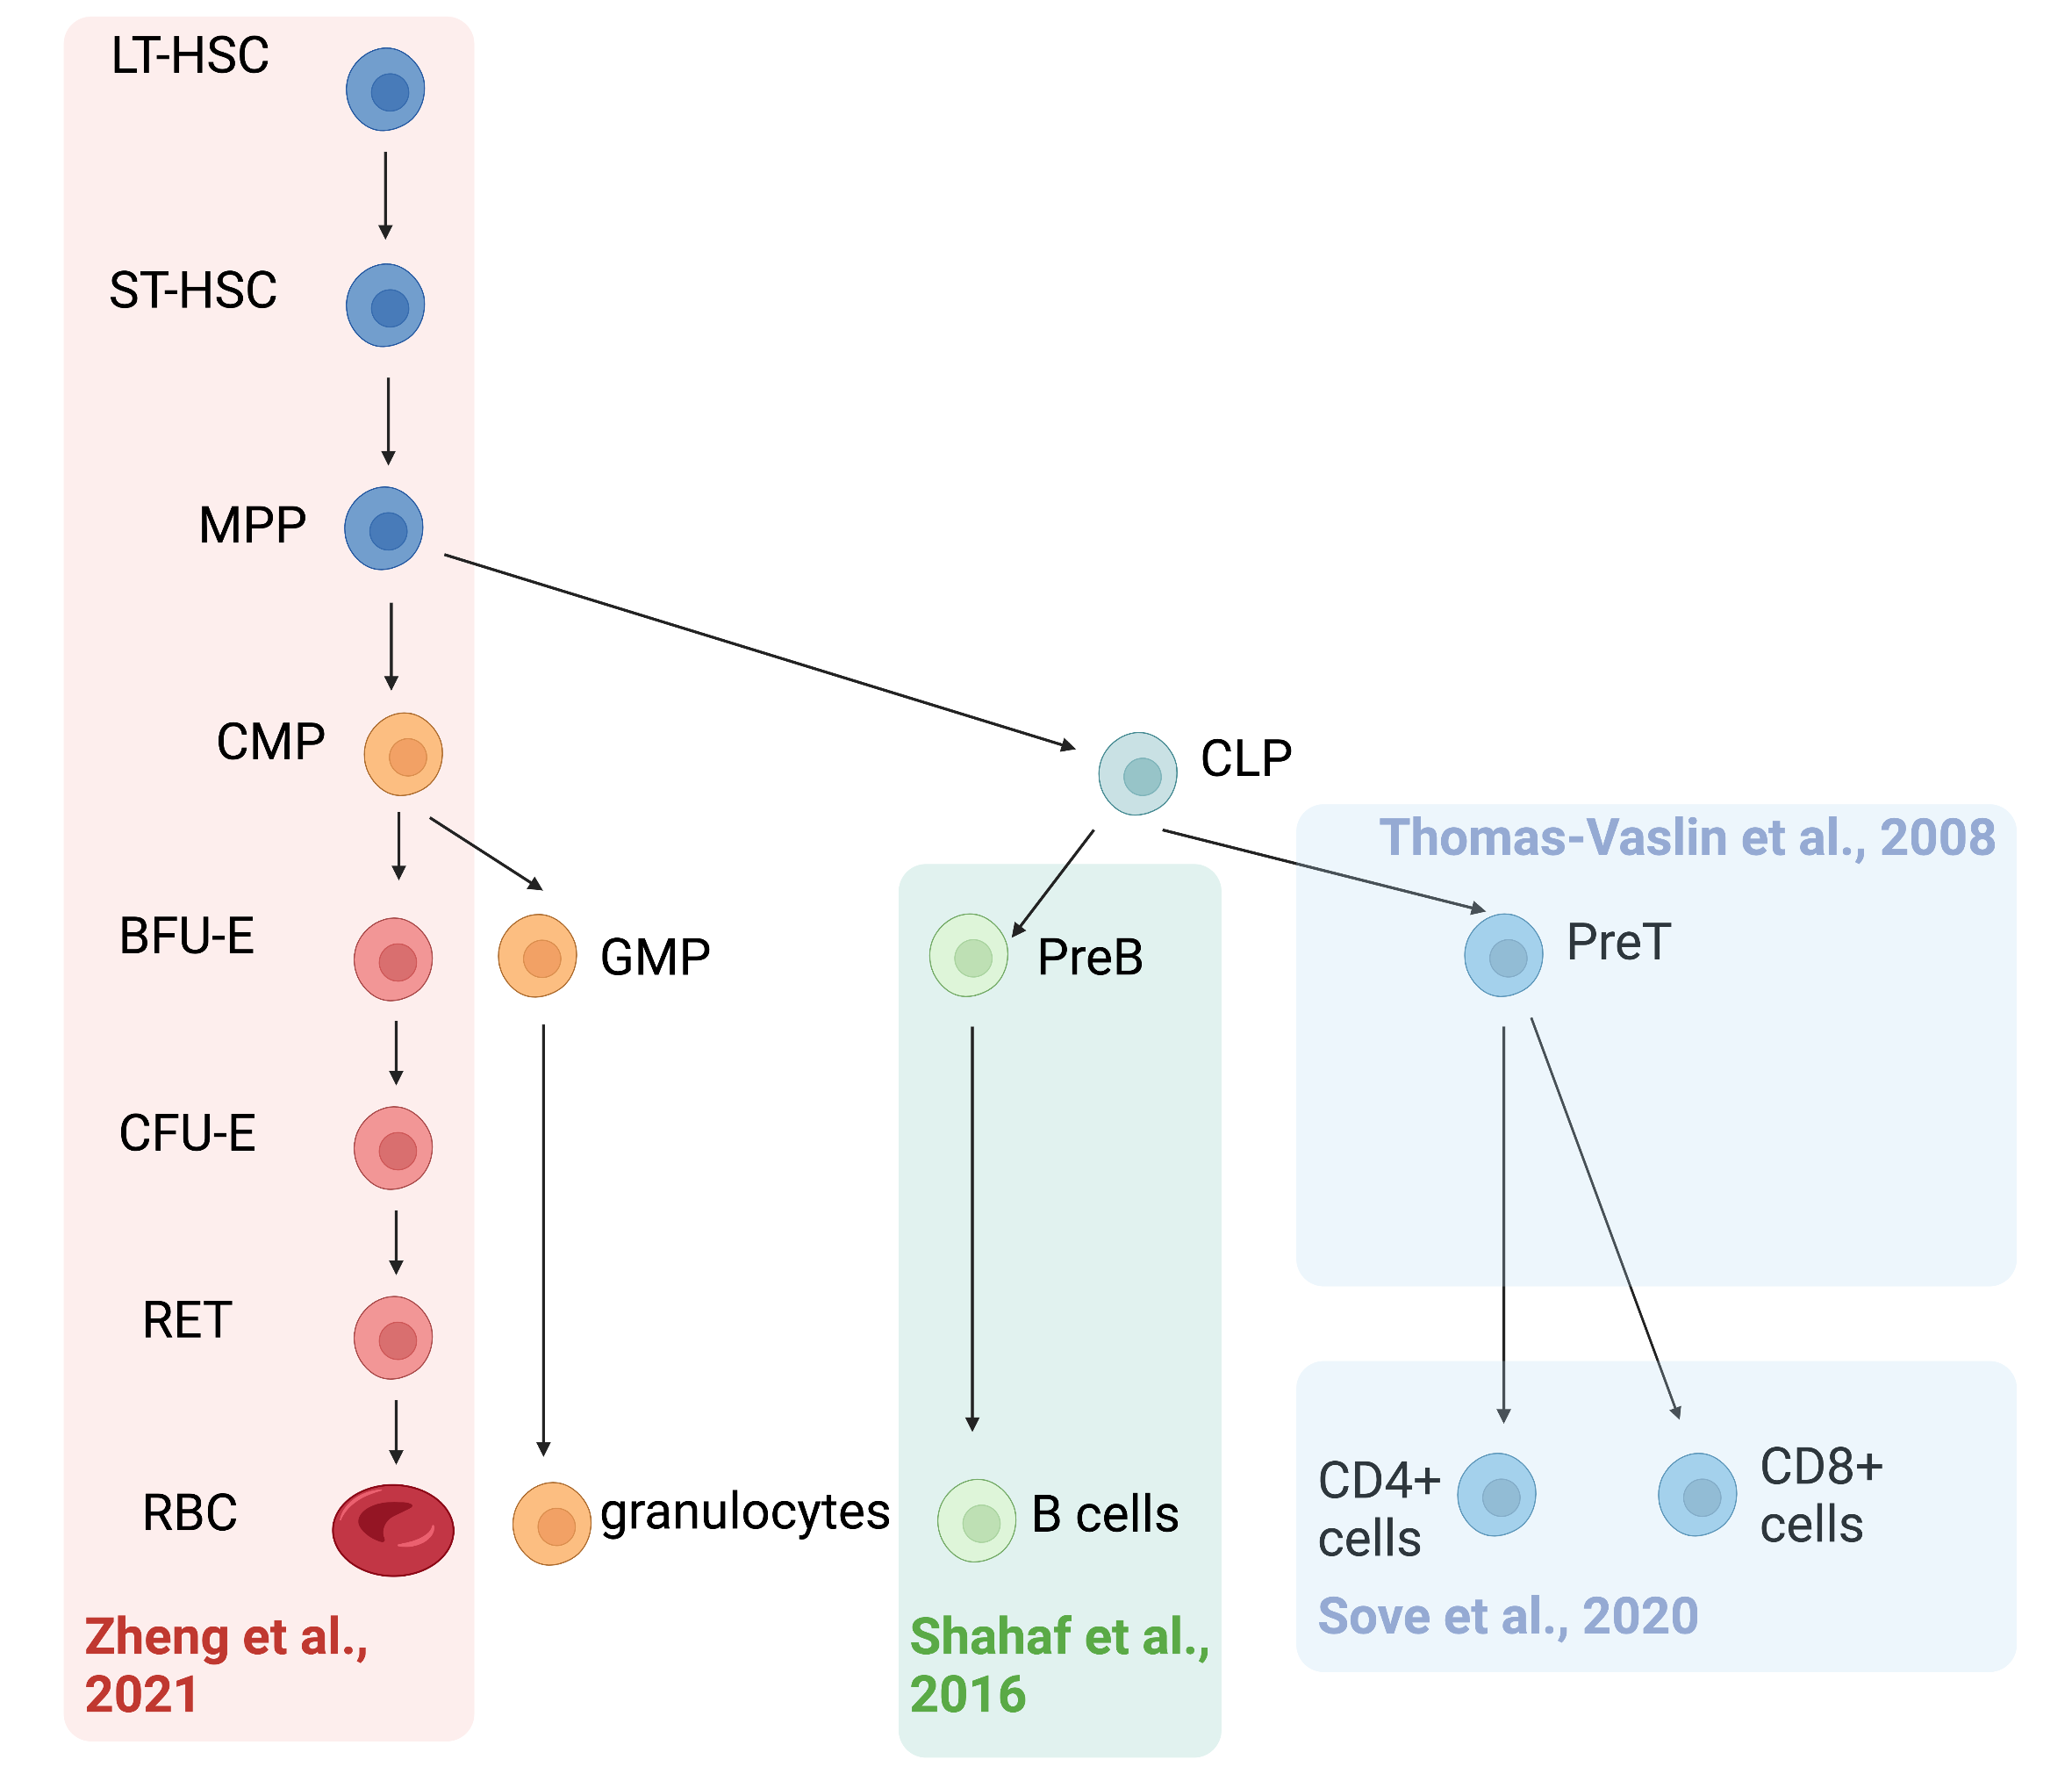 LT-HSC
ST-HSC
MPP
CMP
CLP
Thomas-Vaslin et al., 2008
BFU-E
GMP
PreB
PreT
CFU-E
RET
RBC
granulocytes
B cells
CD4+
cells
CD8+
cells
Zheng et al.,
2021
Shahaf et al.,
2016
Sove et al., 2020